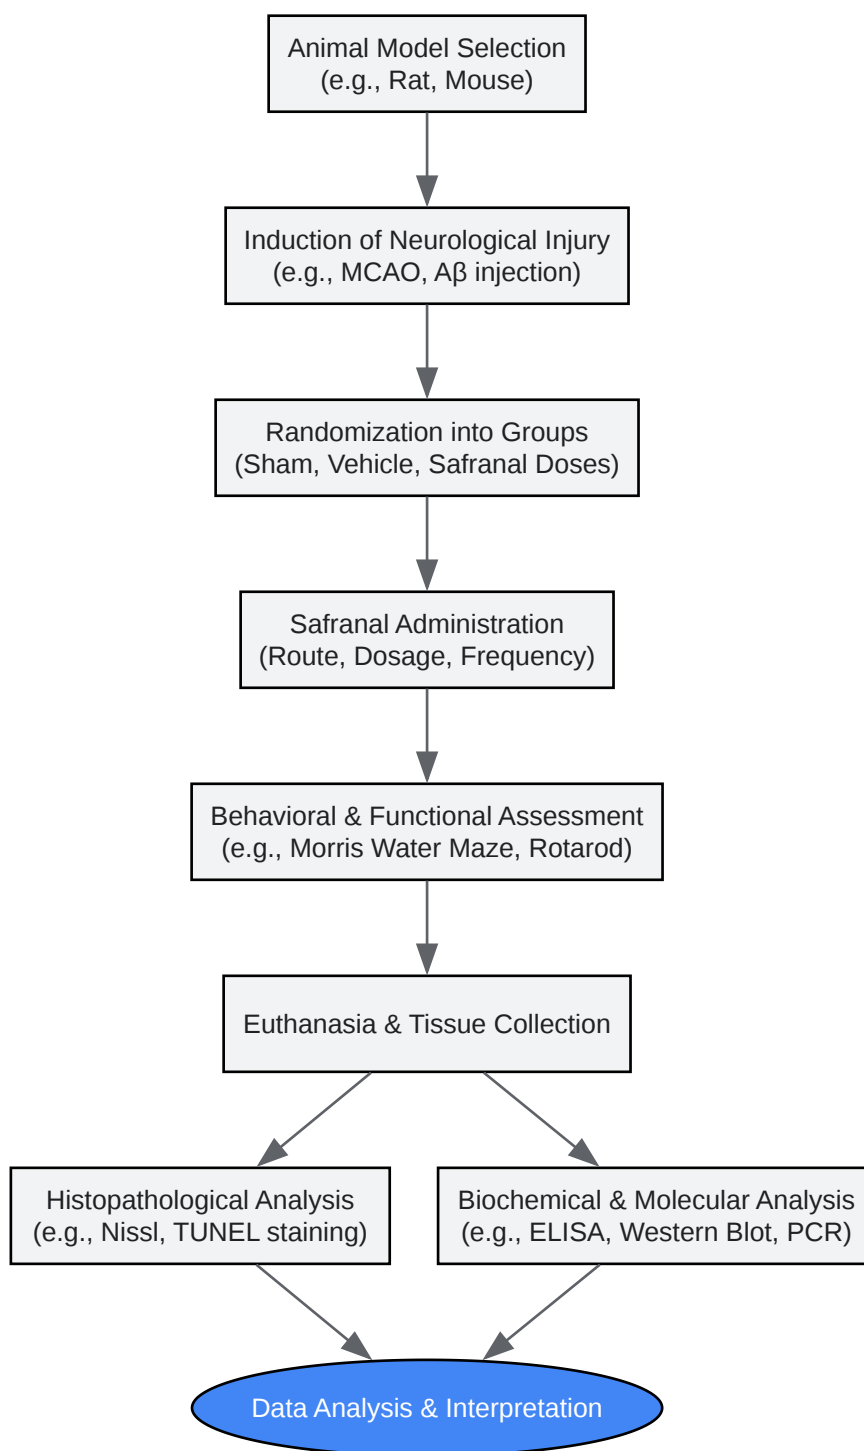 Animal Model Selection
(e.g., Rat, Mouse)
Induction of Neurological Injury
(e.g., MCAO, Aβ injection)
Randomization into Groups
(Sham, Vehicle, Safranal Doses)
Safranal Administration
(Route, Dosage, Frequency)
Behavioral & Functional Assessment
(e.g., Morris Water Maze, Rotarod)
Euthanasia & Tissue Collection
Histopathological Analysis
(e.g., Nissl, TUNEL staining)
Biochemical & Molecular Analysis
(e.g., ELISA, Western Blot, PCR)
Data Analysis & Interpretation